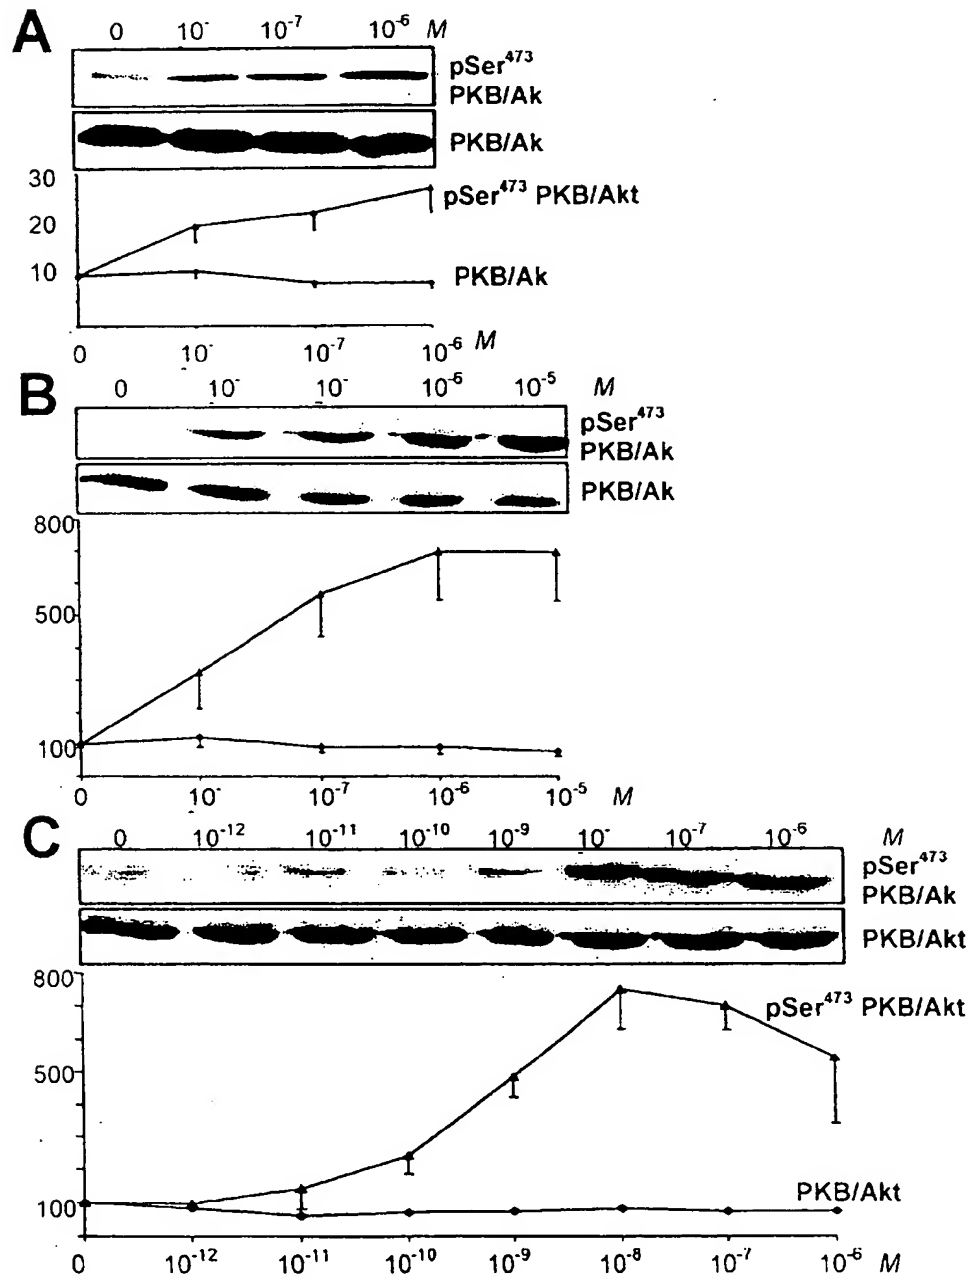 A
0 10⁻ 10⁻⁷ 10⁻⁶ M
pSer⁴⁷³
PKB/Ak
PKB/Ak
30
20
10
pSer⁴⁷³ PKB/Akt
PKB/Ak
0 10⁻ 10⁻⁷ 10⁻⁶ M
B
0 10⁻ 10⁻ 10⁻⁶ 10⁻⁵ M
pSer⁴⁷³
PKB/Ak
PKB/Ak
800
500
100
0 10⁻ 10⁻⁷ 10⁻⁶ 10⁻⁵ M
C
0 10⁻¹² 10⁻¹¹ 10⁻¹⁰ 10⁻⁹ 10⁻ 10⁻⁷ 10⁻⁶ M
pSer⁴⁷³
PKB/Ak
PKB/Akt
800
pSer⁴⁷³ PKB/Akt
500
PKB/Akt
100
0 10⁻¹² 10⁻¹¹ 10⁻¹⁰ 10⁻⁹ 10⁻⁸ 10⁻⁷ 10⁻⁶ M